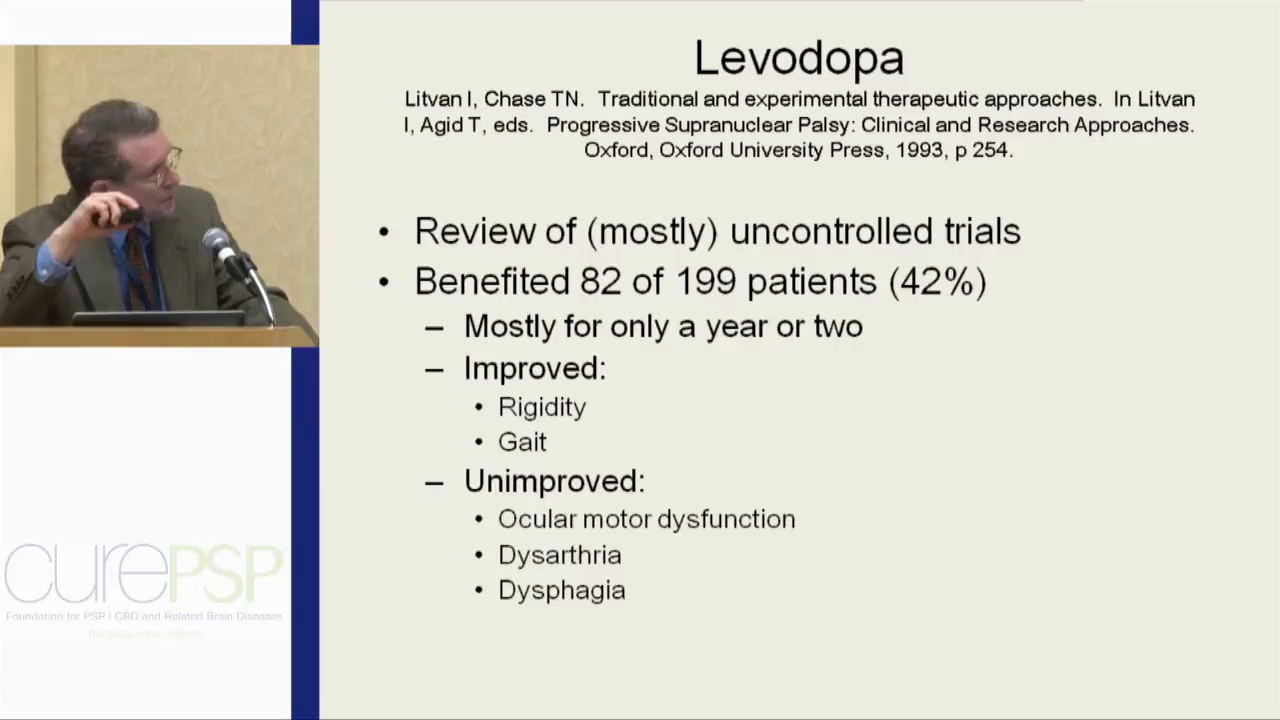 Levodopa
Litvan I, Chase TN. Traditional and experimental therapeutic approaches. In Litvan
I, Agid T, eds. Progressive Supranuclear Palsy: Clinical and Research Approaches.
Oxford, Oxford University Press, 1993, p 254.
• Review of (mostly) uncontrolled trials
• Benefited 82 of 199 patients (42%)
– Mostly for only a year or two
– Improved:
• Rigidity
• Gait
– Unimproved:
• Ocular motor dysfunction
• Dysarthria
• Dysphagia
curePSP
Foundation for PSP | CBD and Related Brain Diseases